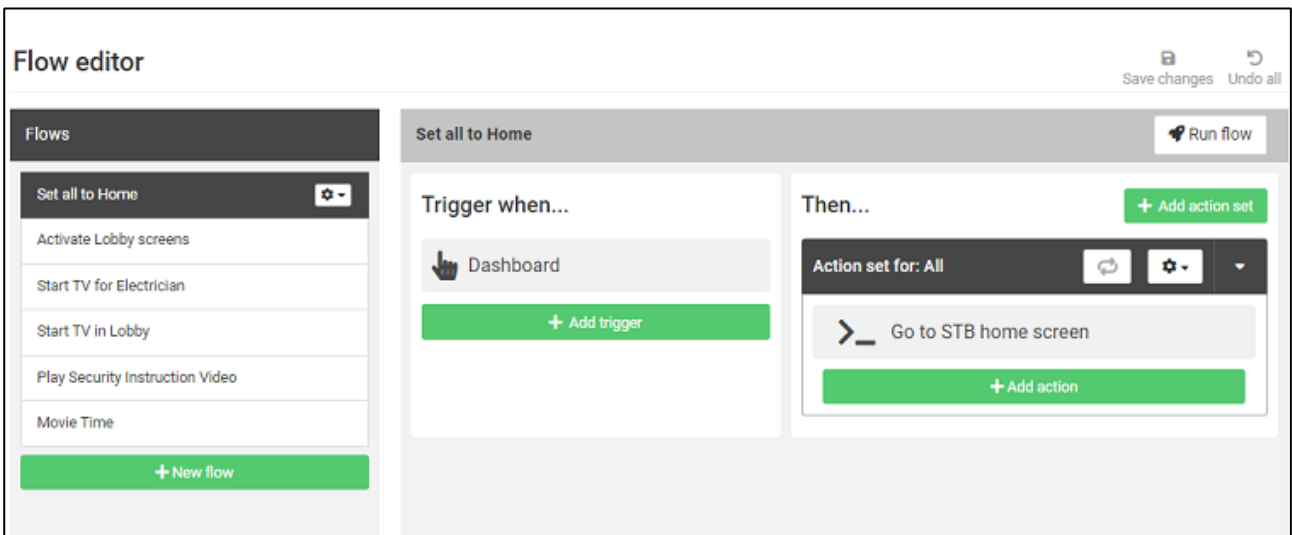 Flow editor
Save changes Undo all
Flows
Set all to Home
Activate Lobby screens
Start TV for Electrician
Start TV in Lobby
Play Security Instruction Video
Movie Time
+ New flow
Set all to Home
Run flow
Trigger when...
Dashboard
+ Add trigger
Then...
+ Add action set
Action set for: All
Go to STB home screen
+ Add action